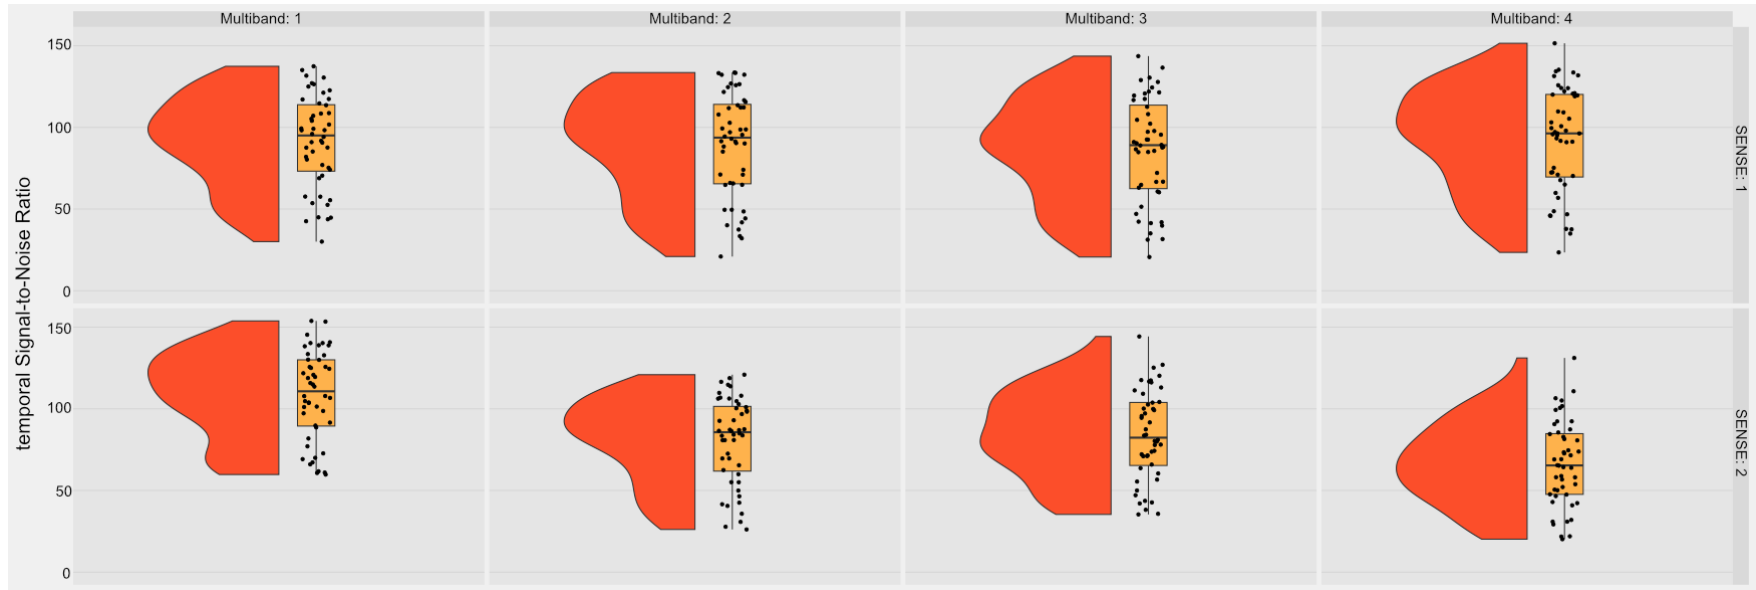 Multiband: 1
Multiband: 2
Multiband: 3
Multiband: 4
temporal Signal-to-Noise Ratio
150
100
50
0
SENSE: 1
150
100
50
0
SENSE: 2